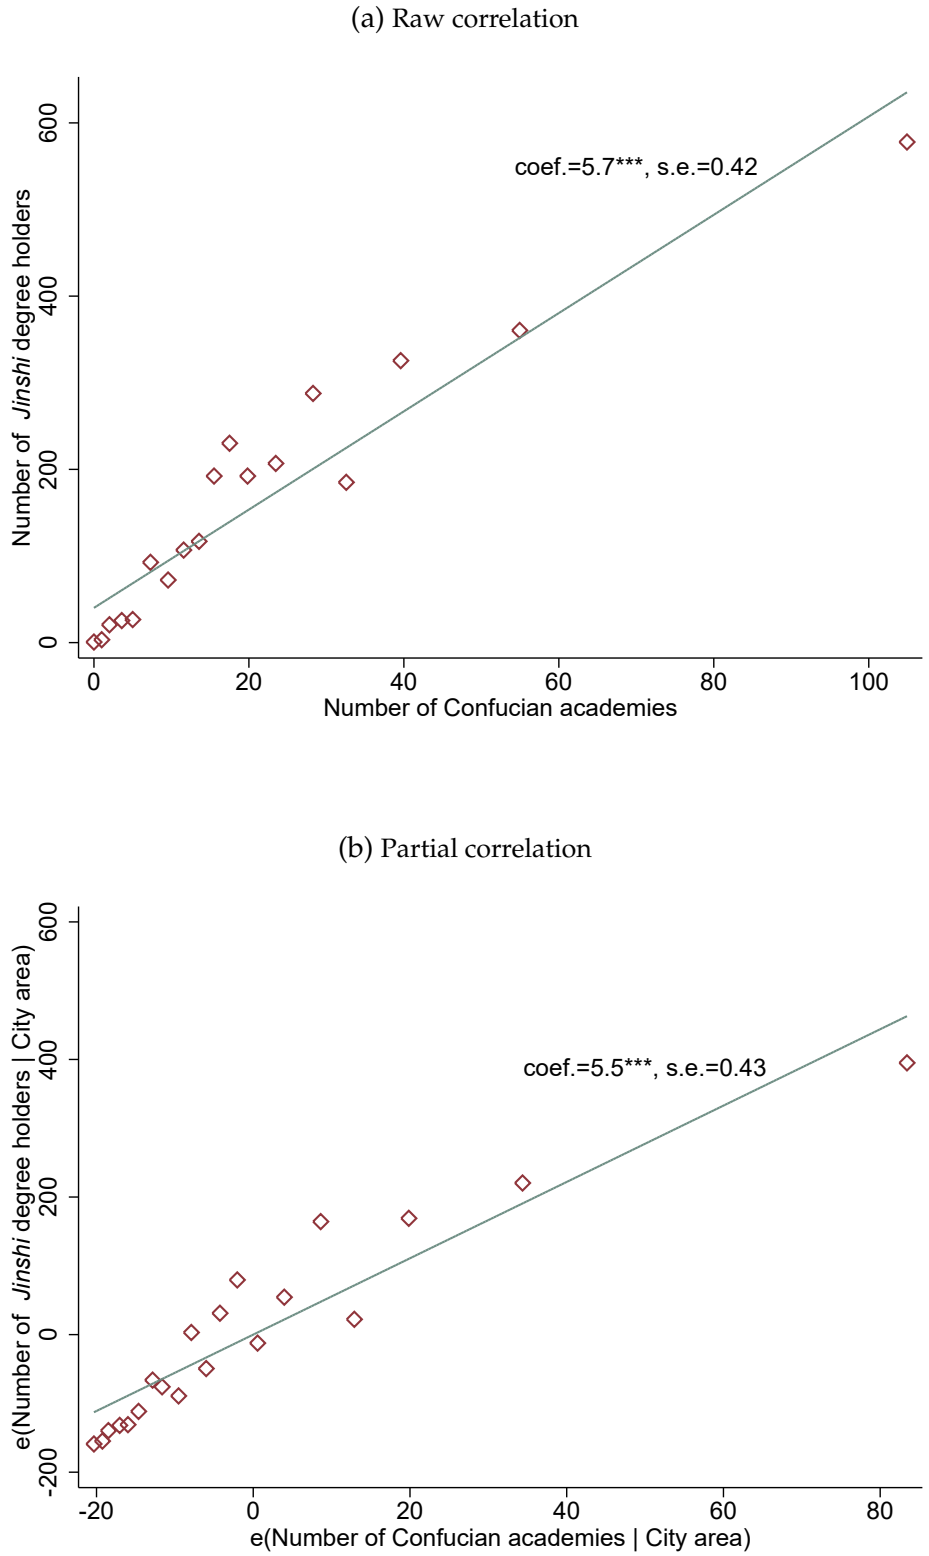 (a) Raw correlation
600
400
200
0
Number of Jinshi degree holders
coef.=5.7***, s.e.=0.42
0 20 40 60 80 100
Number of Confucian academies
(b) Partial correlation
600
400
200
0
-200
e(Number of Jinshi degree holders | City area)
coef.=5.5***, s.e.=0.43
-20 0 20 40 60 80
e(Number of Confucian academies | City area)